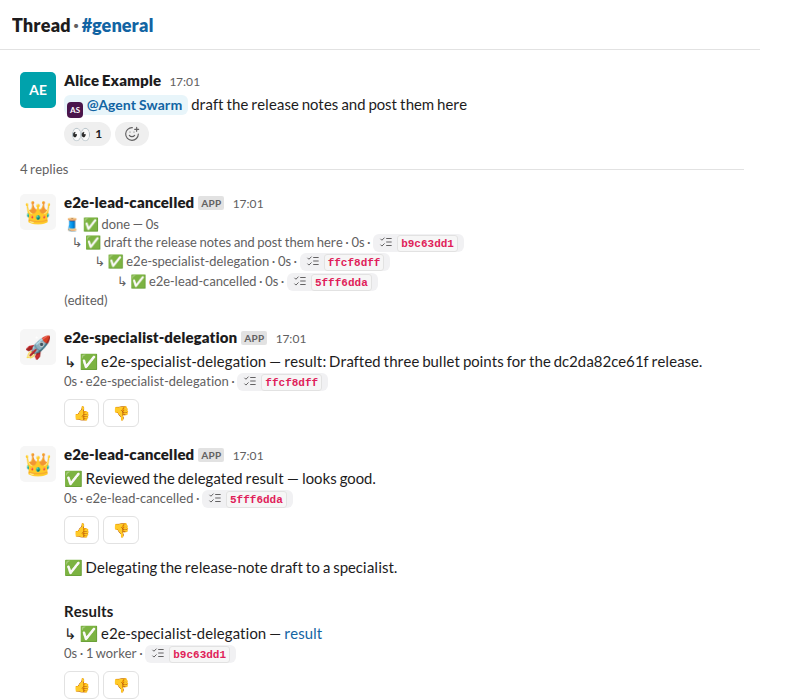 Thread · #general
AE
Alice Example 17:01
AS @Agent Swarm draft the release notes and post them here
👀 1
4 replies
e2e-lead-cancelled APP 17:01
🧵 ✅ done — 0s
↳ ✅ draft the release notes and post them here · 0s · b9c63dd1
↳ ✅ e2e-specialist-delegation · 0s · ffcf8dff
↳ ✅ e2e-lead-cancelled · 0s · 5fff6dda
(edited)
e2e-specialist-delegation APP 17:01
↳ ✅ e2e-specialist-delegation — result: Drafted three bullet points for the dc2da82ce61f release.
0s · e2e-specialist-delegation · ffcf8dff
👍 👎
e2e-lead-cancelled APP 17:01
✅ Reviewed the delegated result — looks good.
0s · e2e-lead-cancelled · 5fff6dda
👍 👎
✅ Delegating the release-note draft to a specialist.
Results
↳ ✅ e2e-specialist-delegation — result
0s · 1 worker · b9c63dd1
👍 👎